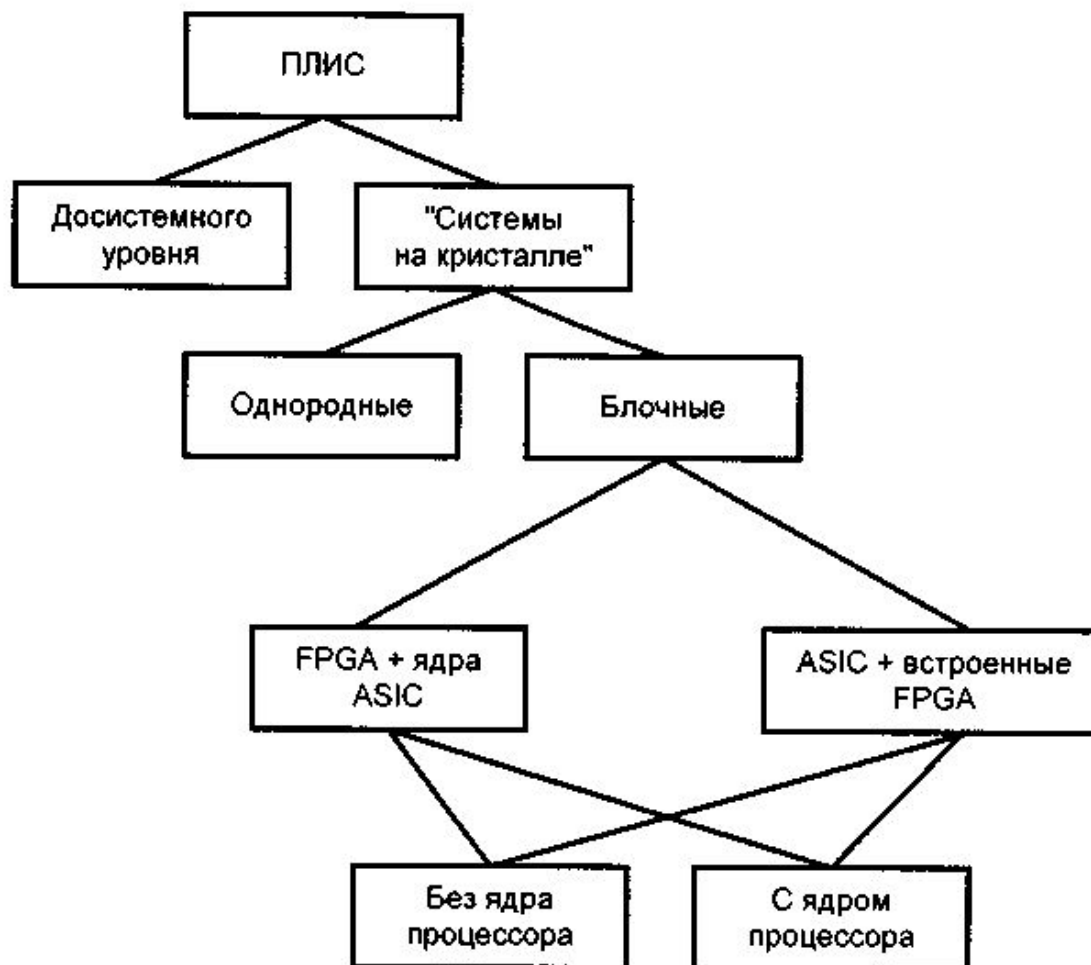 ПЛИС
Досистемного
уровня
"Системы
на кристалле"
Однородные
Блочные
FPGA + ядра
ASIC
ASIC + встроенные
FPGA
Без ядра
процессора
С ядром
процессора